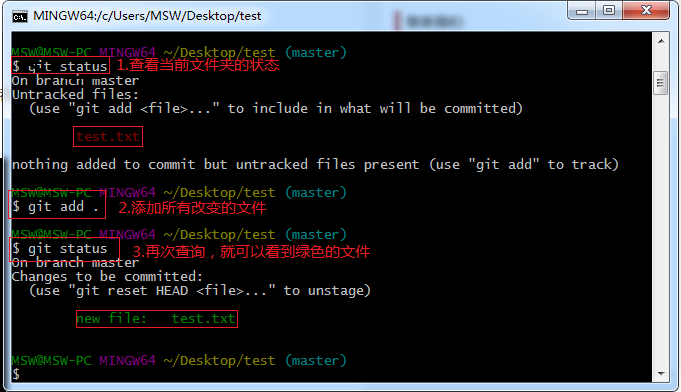 MINGW64:/c/Users/MSW/Desktop/test
MSW@MSW-PC MINGW64 ~/Desktop/test (master)
$ git status 1.查看当前文件夹的状态
On branch master
Untracked files:
(use "git add <file>..." to include in what will be committed)
test.txt
nothing added to commit but untracked files present (use "git add" to track)
MSW@MSW-PC MINGW64 ~/Desktop/test (master)
$ git add . 2.添加所有改变的文件
MSW@MSW-PC MINGW64 ~/Desktop/test (master)
$ git status 3.再次查询，就可以看到绿色的文件
On branch master
Changes to be committed:
(use "git reset HEAD <file>..." to unstage)
new file: test.txt
MSW@MSW-PC MINGW64 ~/Desktop/test (master)
$